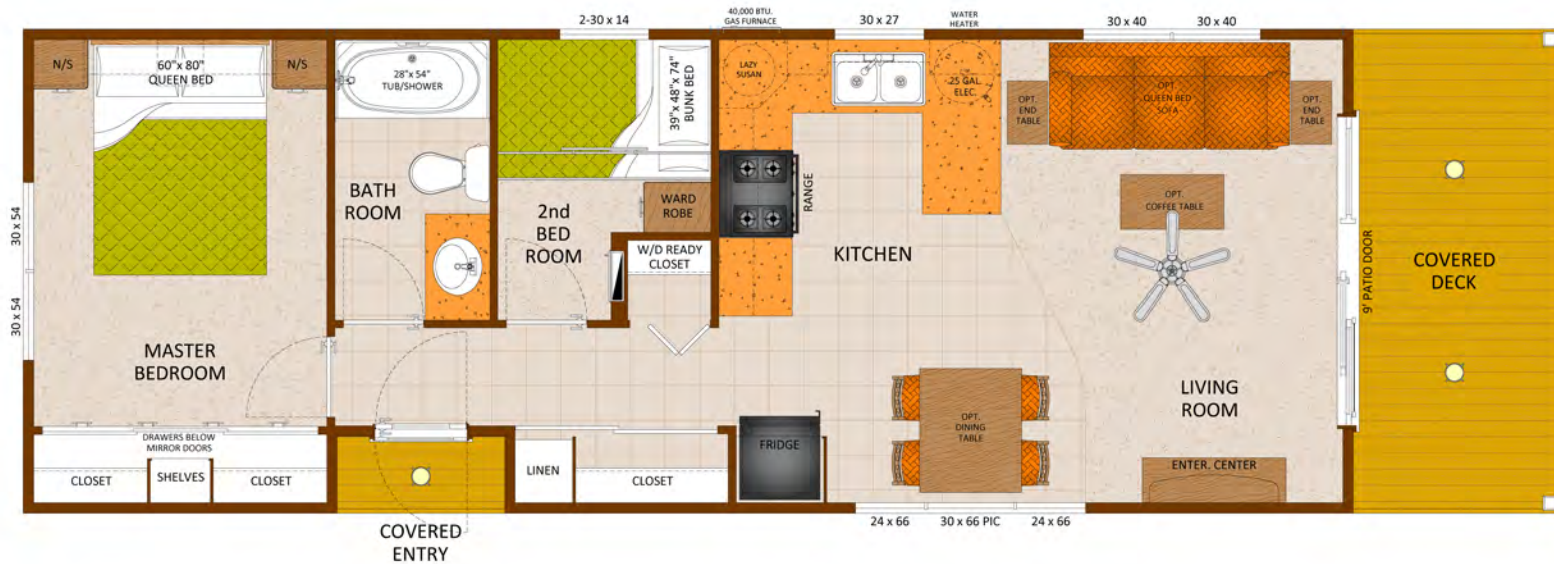 40,000 BTU.
GAS FURNACE
2-30 x 14
30 x 27
WATER
HEATER
30 x 40
30 x 40
N/S
60"x 80"
QUEEN BED
N/S
28"x 54"
TUB/SHOWER
39"x 48"x 74"
BUNK BED
LAZY
SUSAN
25 GAL.
ELEC.
OPT.
END
TABLE
OPT.
QUEEN BED
SOFA
OPT.
END
TABLE
BATH
ROOM
2nd
BED
ROOM
WARD
ROBE
W/D READY
CLOSET
RANGE
KITCHEN
OPT.
COFFEE TABLE
9' PATIO DOOR
COVERED
DECK
30 x 54
30 x 54
MASTER
BEDROOM
LIVING
ROOM
OPT.
DINING
TABLE
DRAWERS BELOW
MIRROR DOORS
CLOSET
SHELVES
CLOSET
LINEN
CLOSET
FRIDGE
ENTER. CENTER
COVERED
ENTRY
24 x 66
30 x 66 PIC
24 x 66